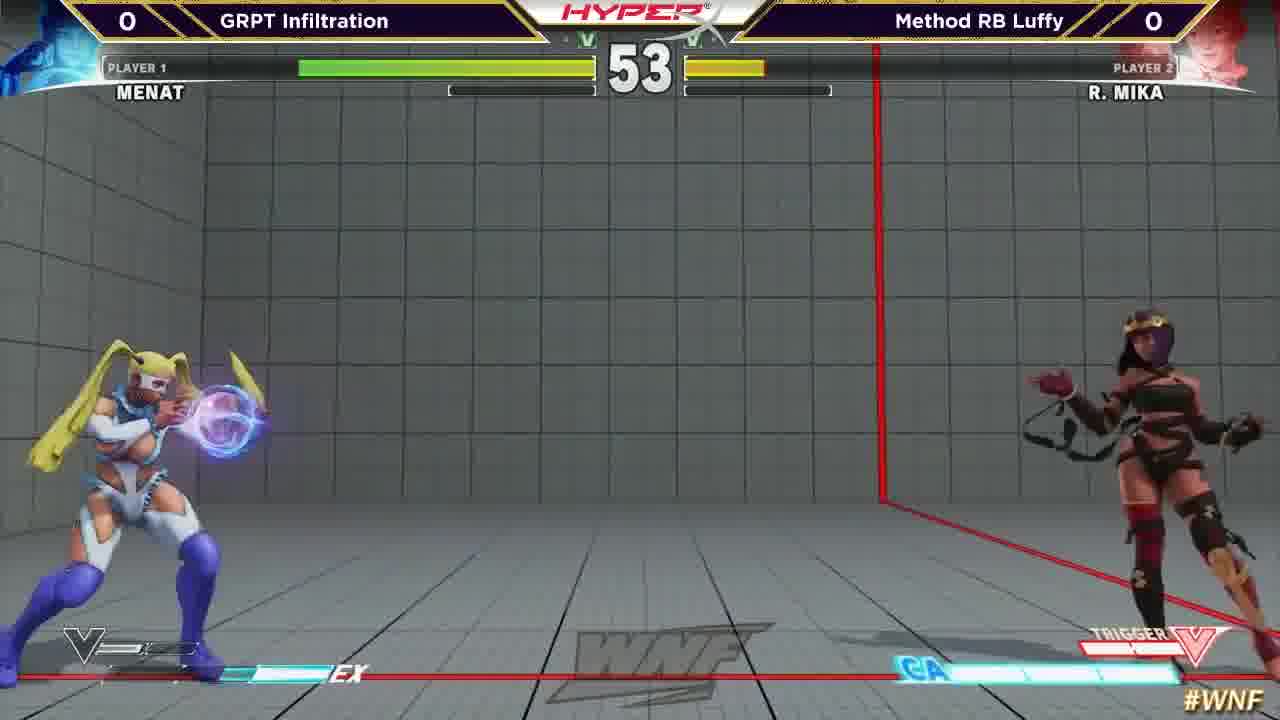 0 GRPT Infiltration HYPERX Method RB Luffy 0
PLAYER 1 53 PLAYER 2
MENAT R. MIKA
TRIGGER
EX CA
WNF
#WNF